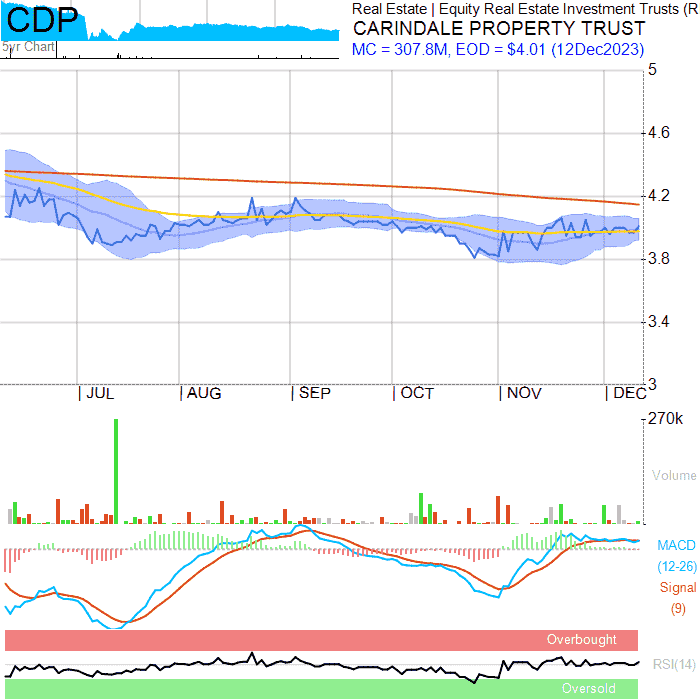 CDP
5yr Chart
Real Estate | Equity Real Estate Investment Trusts (R
CARINDALE PROPERTY TRUST
MC = 307.8M, EOD = $4.01 (12Dec2023)
5
4.6
4.2
3.8
3.4
3
| JUL | AUG | SEP | OCT | NOV | DEC
270k
Volume
MACD
(12-26)
Signal
(9)
Overbought
RSI(14)
Oversold